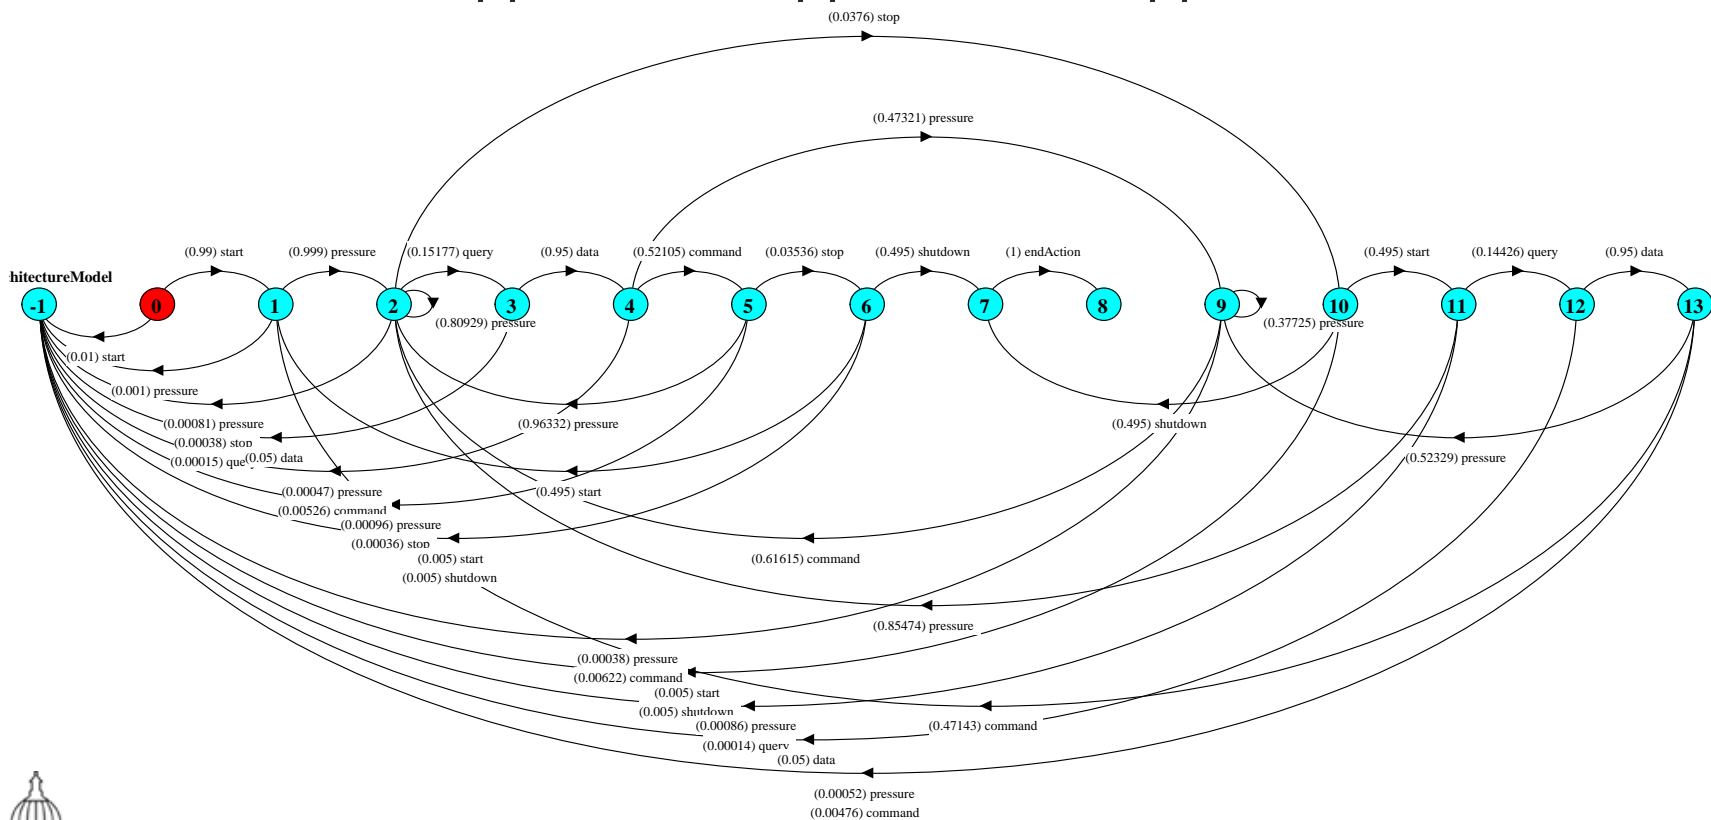 (0.0376) stop
(0.47321) pressure
(0.99) start
(0.999) pressure
(0.15177) query
(0.95) data
(0.52105) command
(0.03536) stop
(0.495) shutdown
(1) endAction
(0.495) start
(0.14426) query
(0.95) data
hitectureModel
-1
0
1
2
3
4
5
6
7
8
9
10
11
12
13
(0.80929) pressure
(0.37725) pressure
(0.01) start
(0.001) pressure
(0.00081) pressure
(0.00038) stop
(0.00015) que
(0.05) data
(0.96332) pressure
(0.495) shutdown
(0.52329) pressure
(0.00047) pressure
(0.00526) command
(0.495) start
(0.00096) pressure
(0.00036) stop
(0.005) start
(0.005) shutdown
(0.61615) command
(0.85474) pressure
(0.00038) pressure
(0.00622) command
(0.005) start
(0.005) shutdown
(0.00086) pressure
(0.00014) query
(0.47143) command
(0.05) data
(0.00052) pressure
(0.00476) command